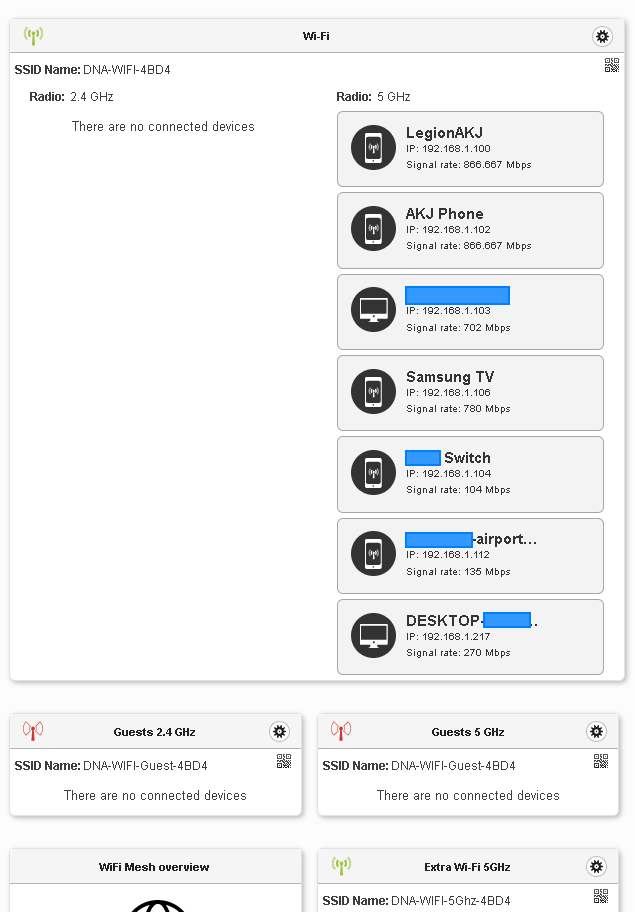 Wi-Fi
SSID Name: DNA-WIFI-4BD4
Radio: 2.4 GHz
There are no connected devices
Radio: 5 GHz
LegionAKJ
IP: 192.168.1.100
Signal rate: 866.667 Mbps
AKJ Phone
IP: 192.168.1.102
Signal rate: 866.667 Mbps
IP: 192.168.1.103
Signal rate: 702 Mbps
Samsung TV
IP: 192.168.1.106
Signal rate: 780 Mbps
Switch
IP: 192.168.1.104
Signal rate: 104 Mbps
-airport...
IP: 192.168.1.112
Signal rate: 135 Mbps
DESKTOP-...
IP: 192.168.1.217
Signal rate: 270 Mbps
Guests 2.4 GHz
SSID Name: DNA-WIFI-Guest-4BD4
There are no connected devices
Guests 5 GHz
SSID Name: DNA-WIFI-Guest-4BD4
There are no connected devices
WiFi Mesh overview
Extra Wi-Fi 5GHz
SSID Name: DNA-WIFI-5Ghz-4BD4